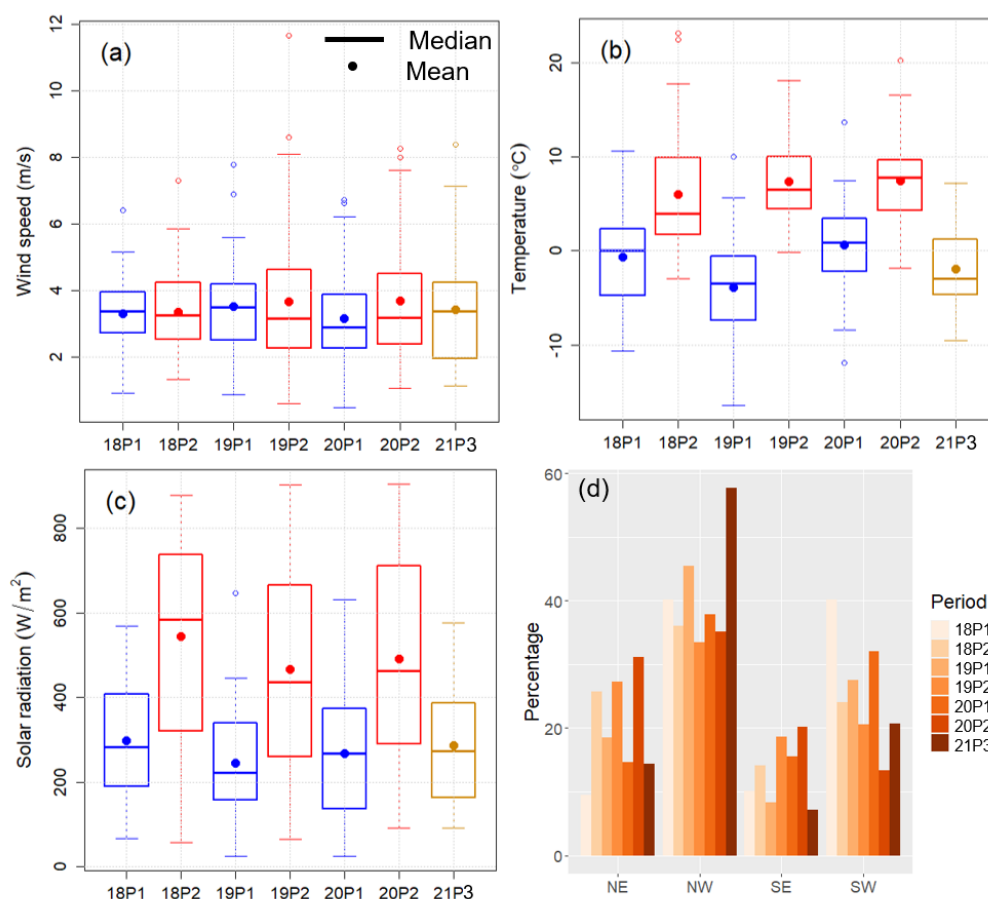 (a)
Median
Mean
Wind speed (m/s)
12
10
8
6
4
2
18P1 18P2 19P1 19P2 20P1 20P2 21P3
(b)
Temperature (°C)
20
10
0
-10
18P1 18P2 19P1 19P2 20P1 20P2 21P3
(c)
Solar radiation (W/m²)
800
600
400
200
0
18P1 18P2 19P1 19P2 20P1 20P2 21P3
(d)
Percentage
60
40
20
0
NE NW SE SW
Period
18P1
18P2
19P1
19P2
20P1
20P2
21P3